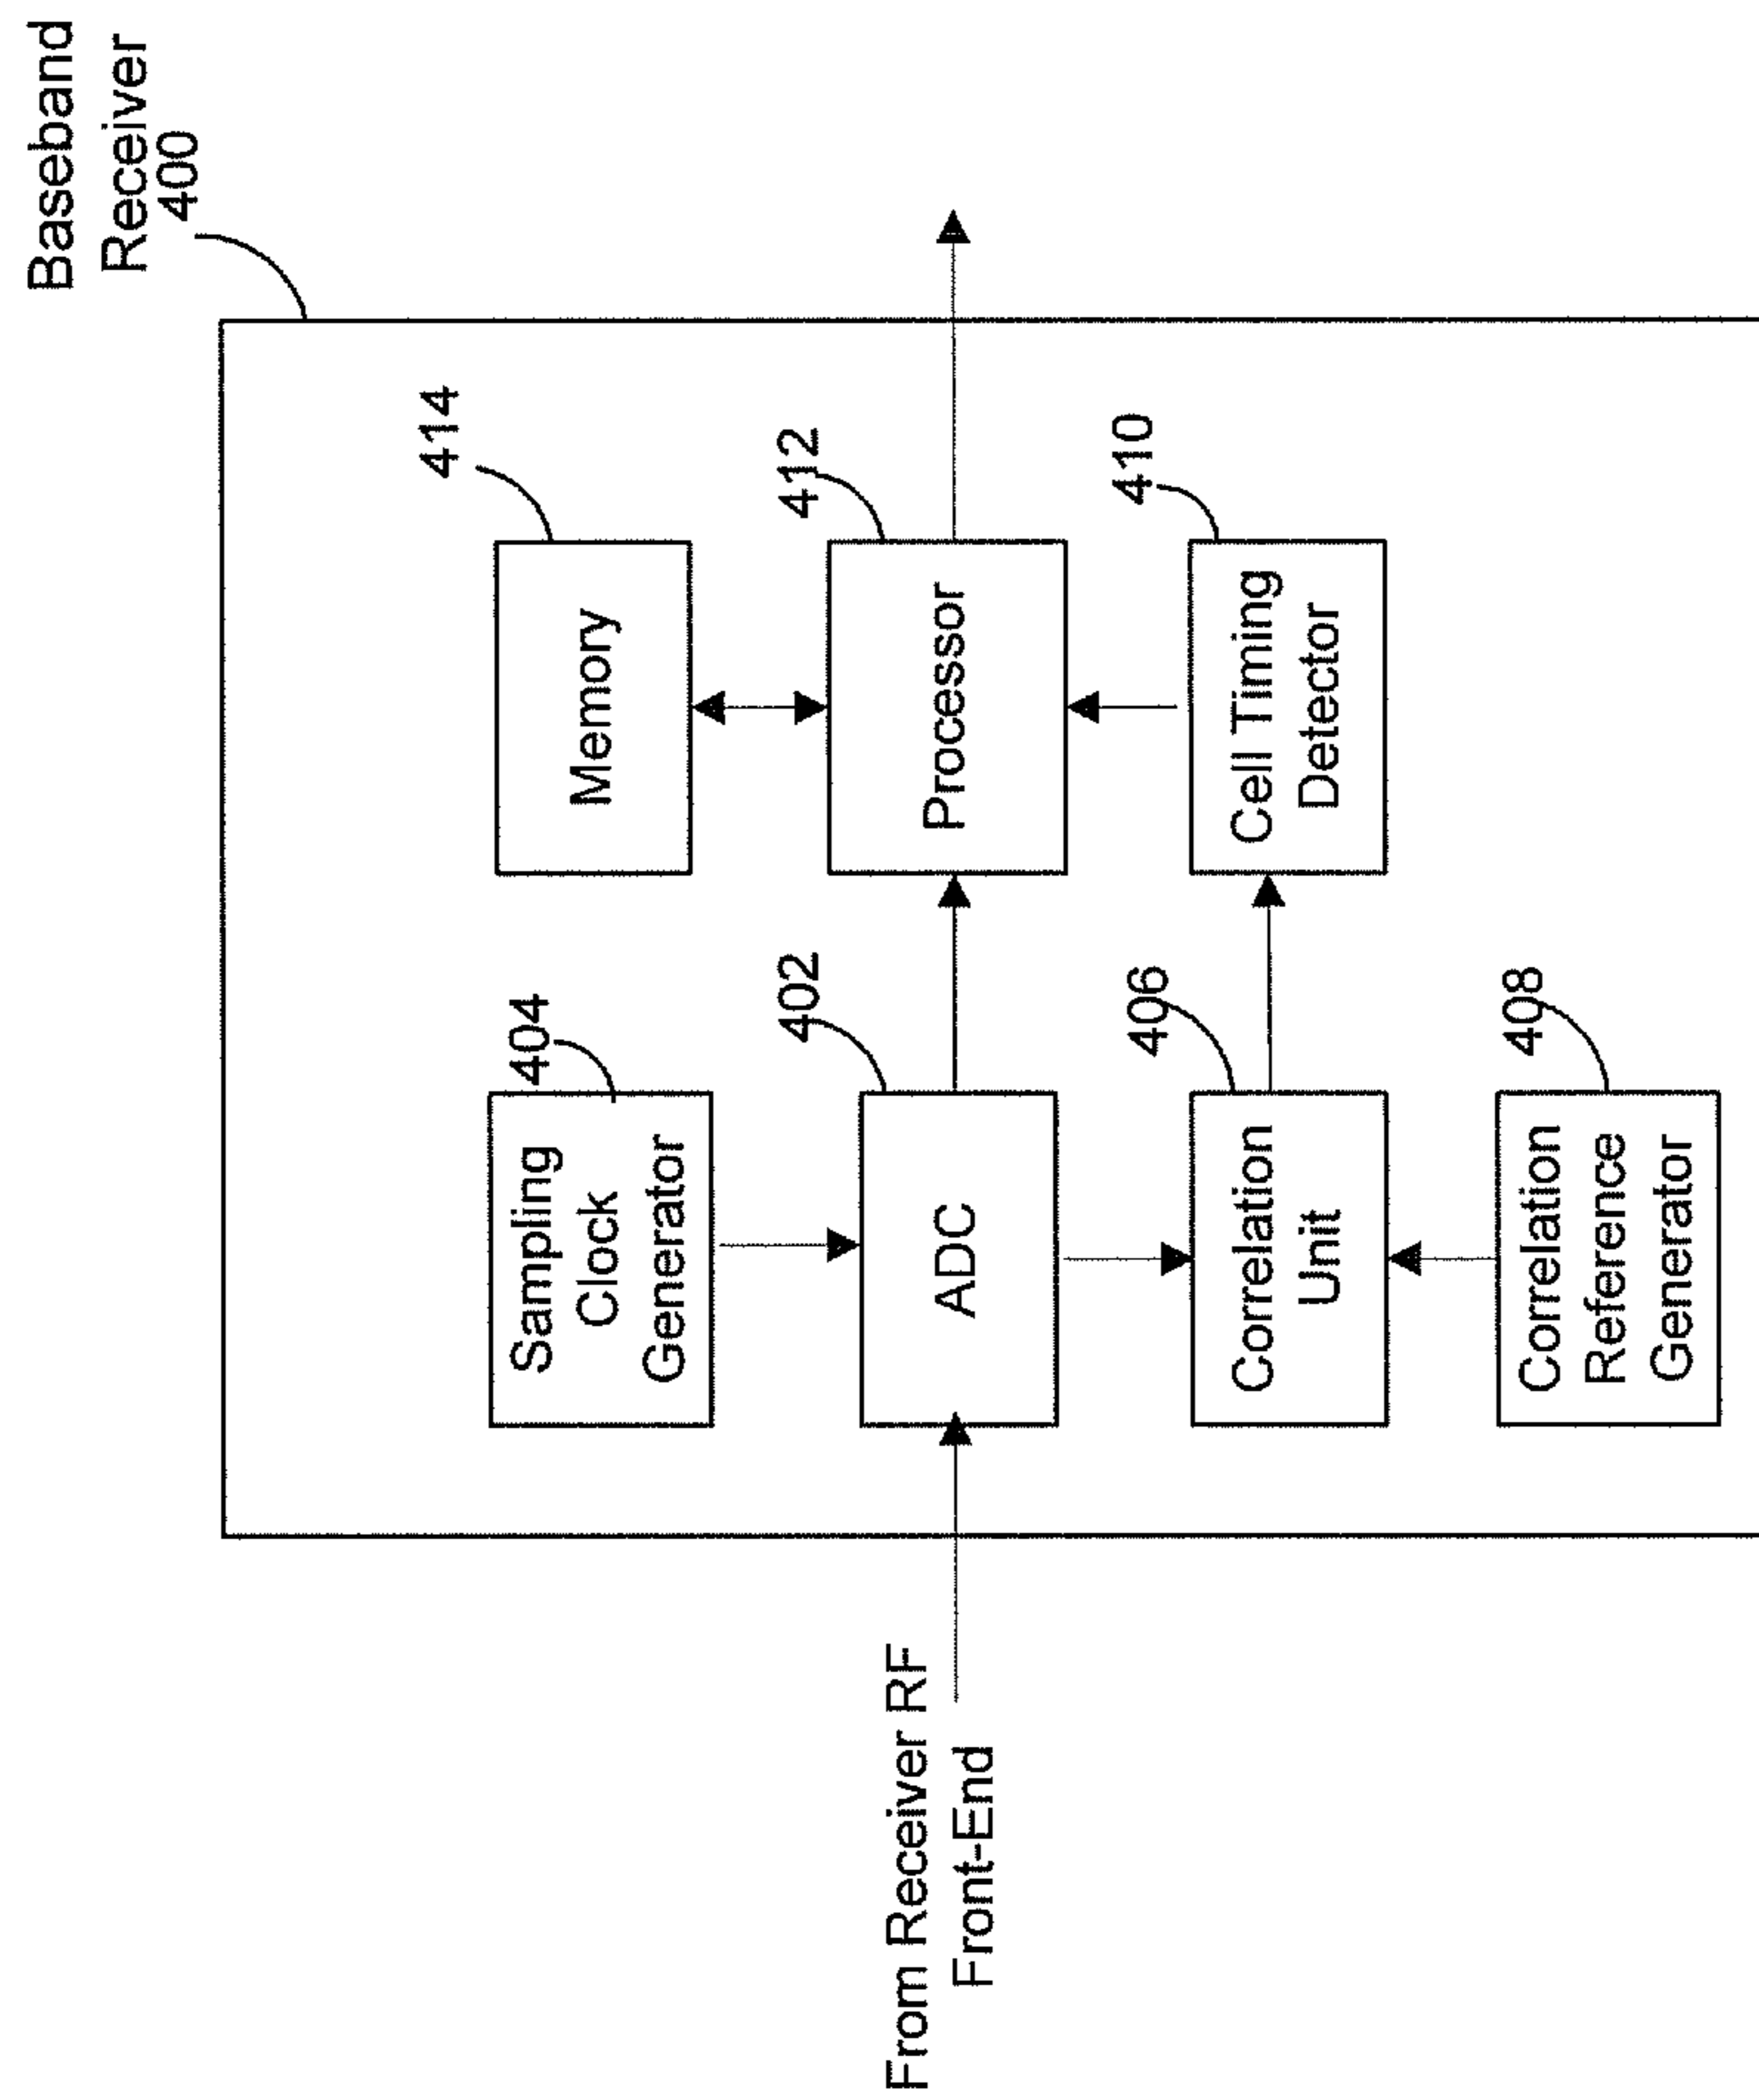 Baseband
Receiver
400
414
Memory
412
Processor
410
Cell Timing
Detector
404
Sampling
Clock
Generator
402
ADC
406
Correlation
Unit
408
Correlation
Reference
Generator
From Receiver RF
Front-End